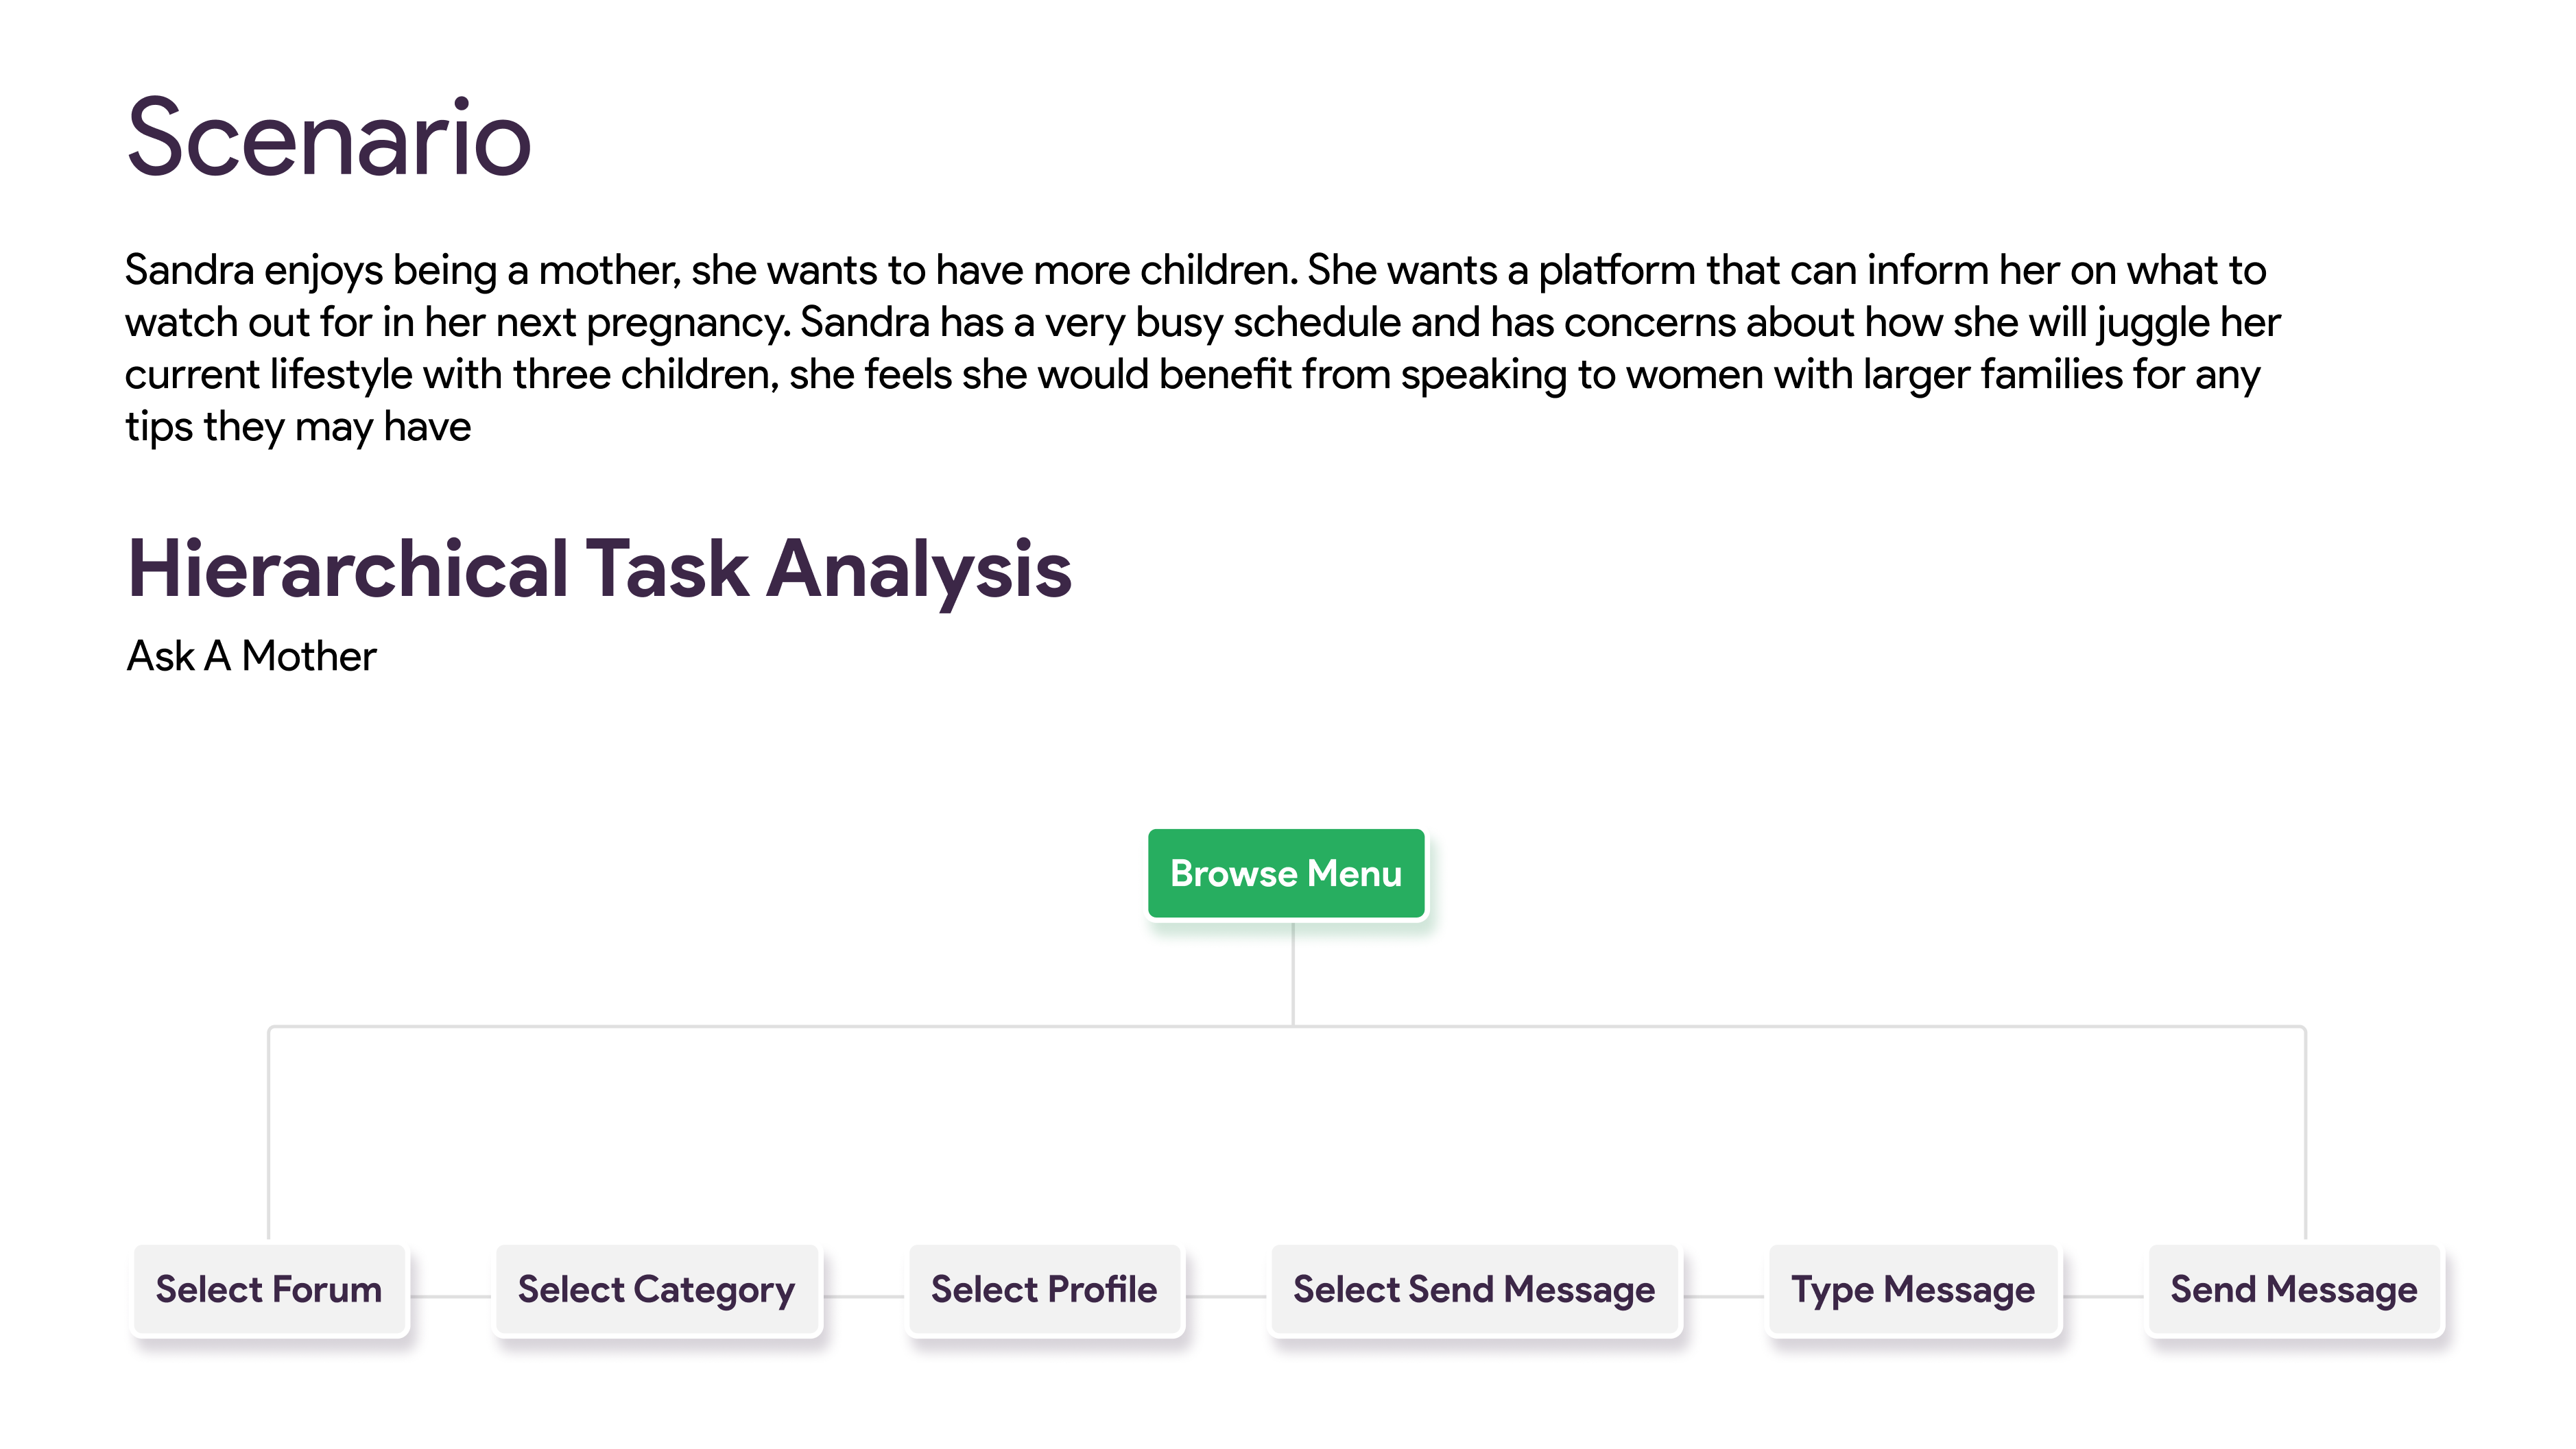 Scenario
Sandra enjoys being a mother, she wants to have more children. She wants a platform that can inform her on what to
watch out for in her next pregnancy. Sandra has a very busy schedule and has concerns about how she will juggle her
current lifestyle with three children, she feels she would benefit from speaking to women with larger families for any
tips they may have
Hierarchical Task Analysis
Ask A Mother
Browse Menu
Select Forum
Select Category
Select Profile
Select Send Message
Type Message
Send Message